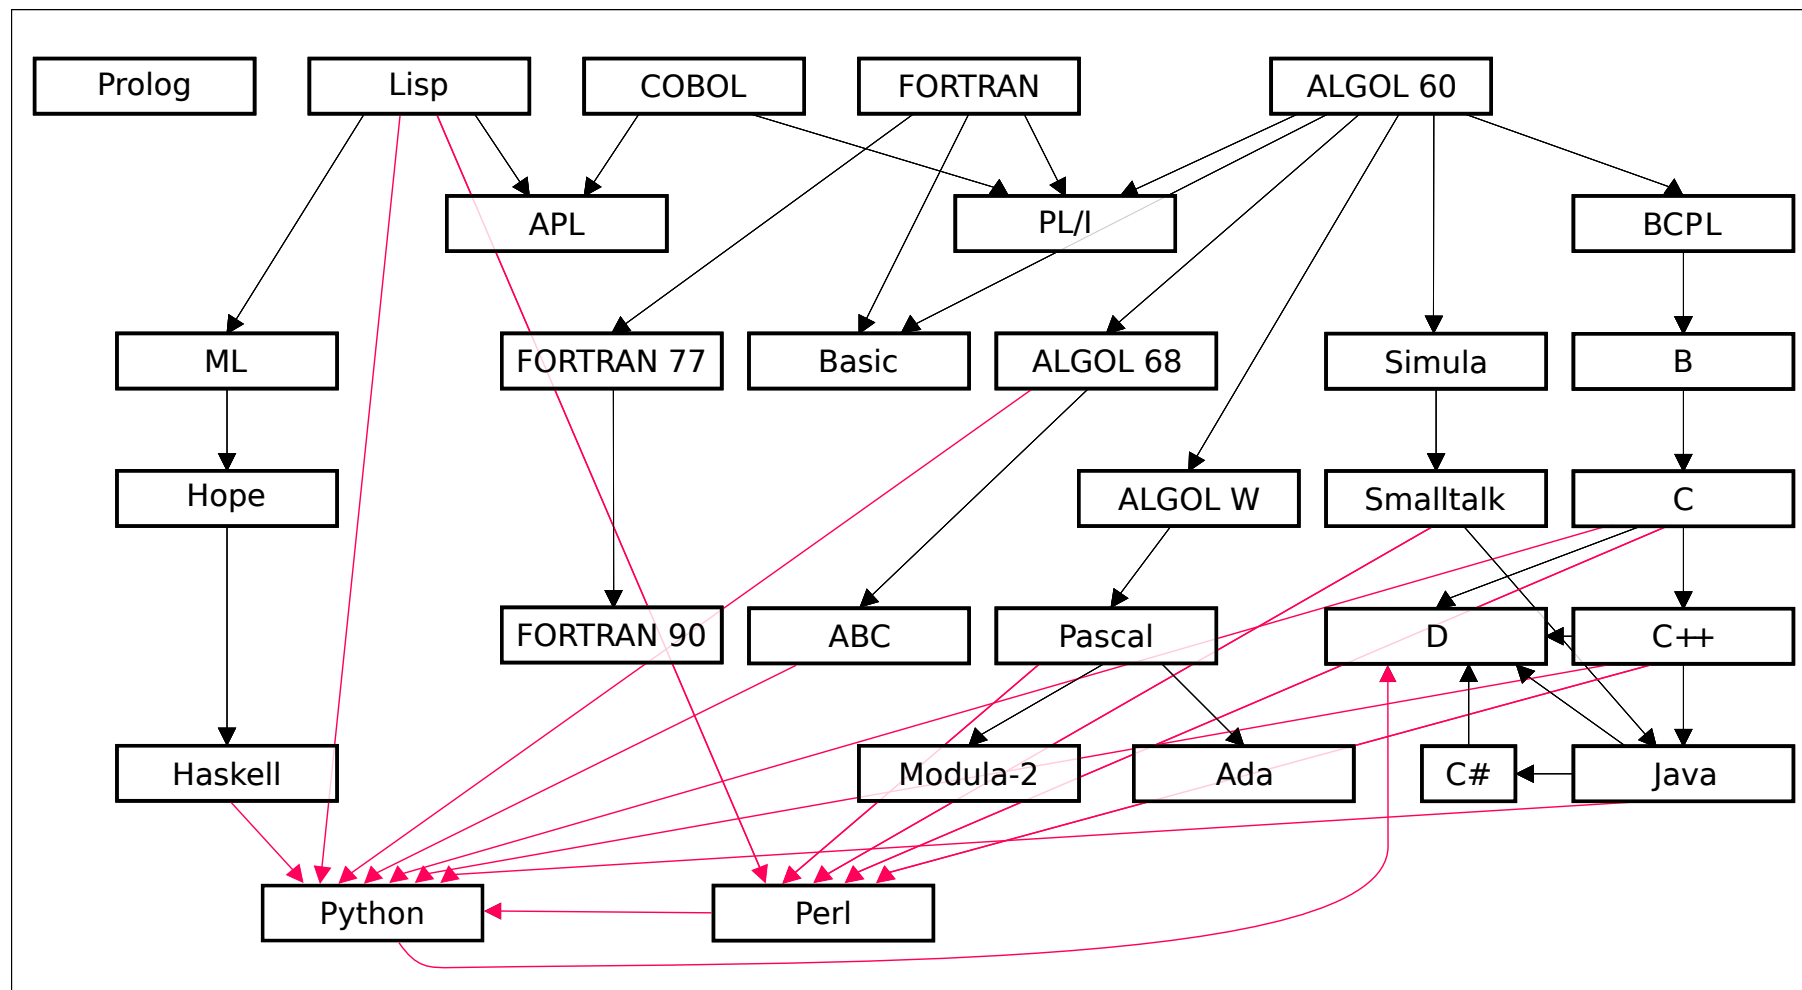 Prolog
Lisp
COBOL
FORTRAN
ALGOL 60
APL
PL/I
BCPL
ML
FORTRAN 77
Basic
ALGOL 68
Simula
B
Hope
ALGOL W
Smalltalk
C
FORTRAN 90
ABC
Pascal
D
C++
Haskell
Modula-2
Ada
C#
Java
Python
Perl